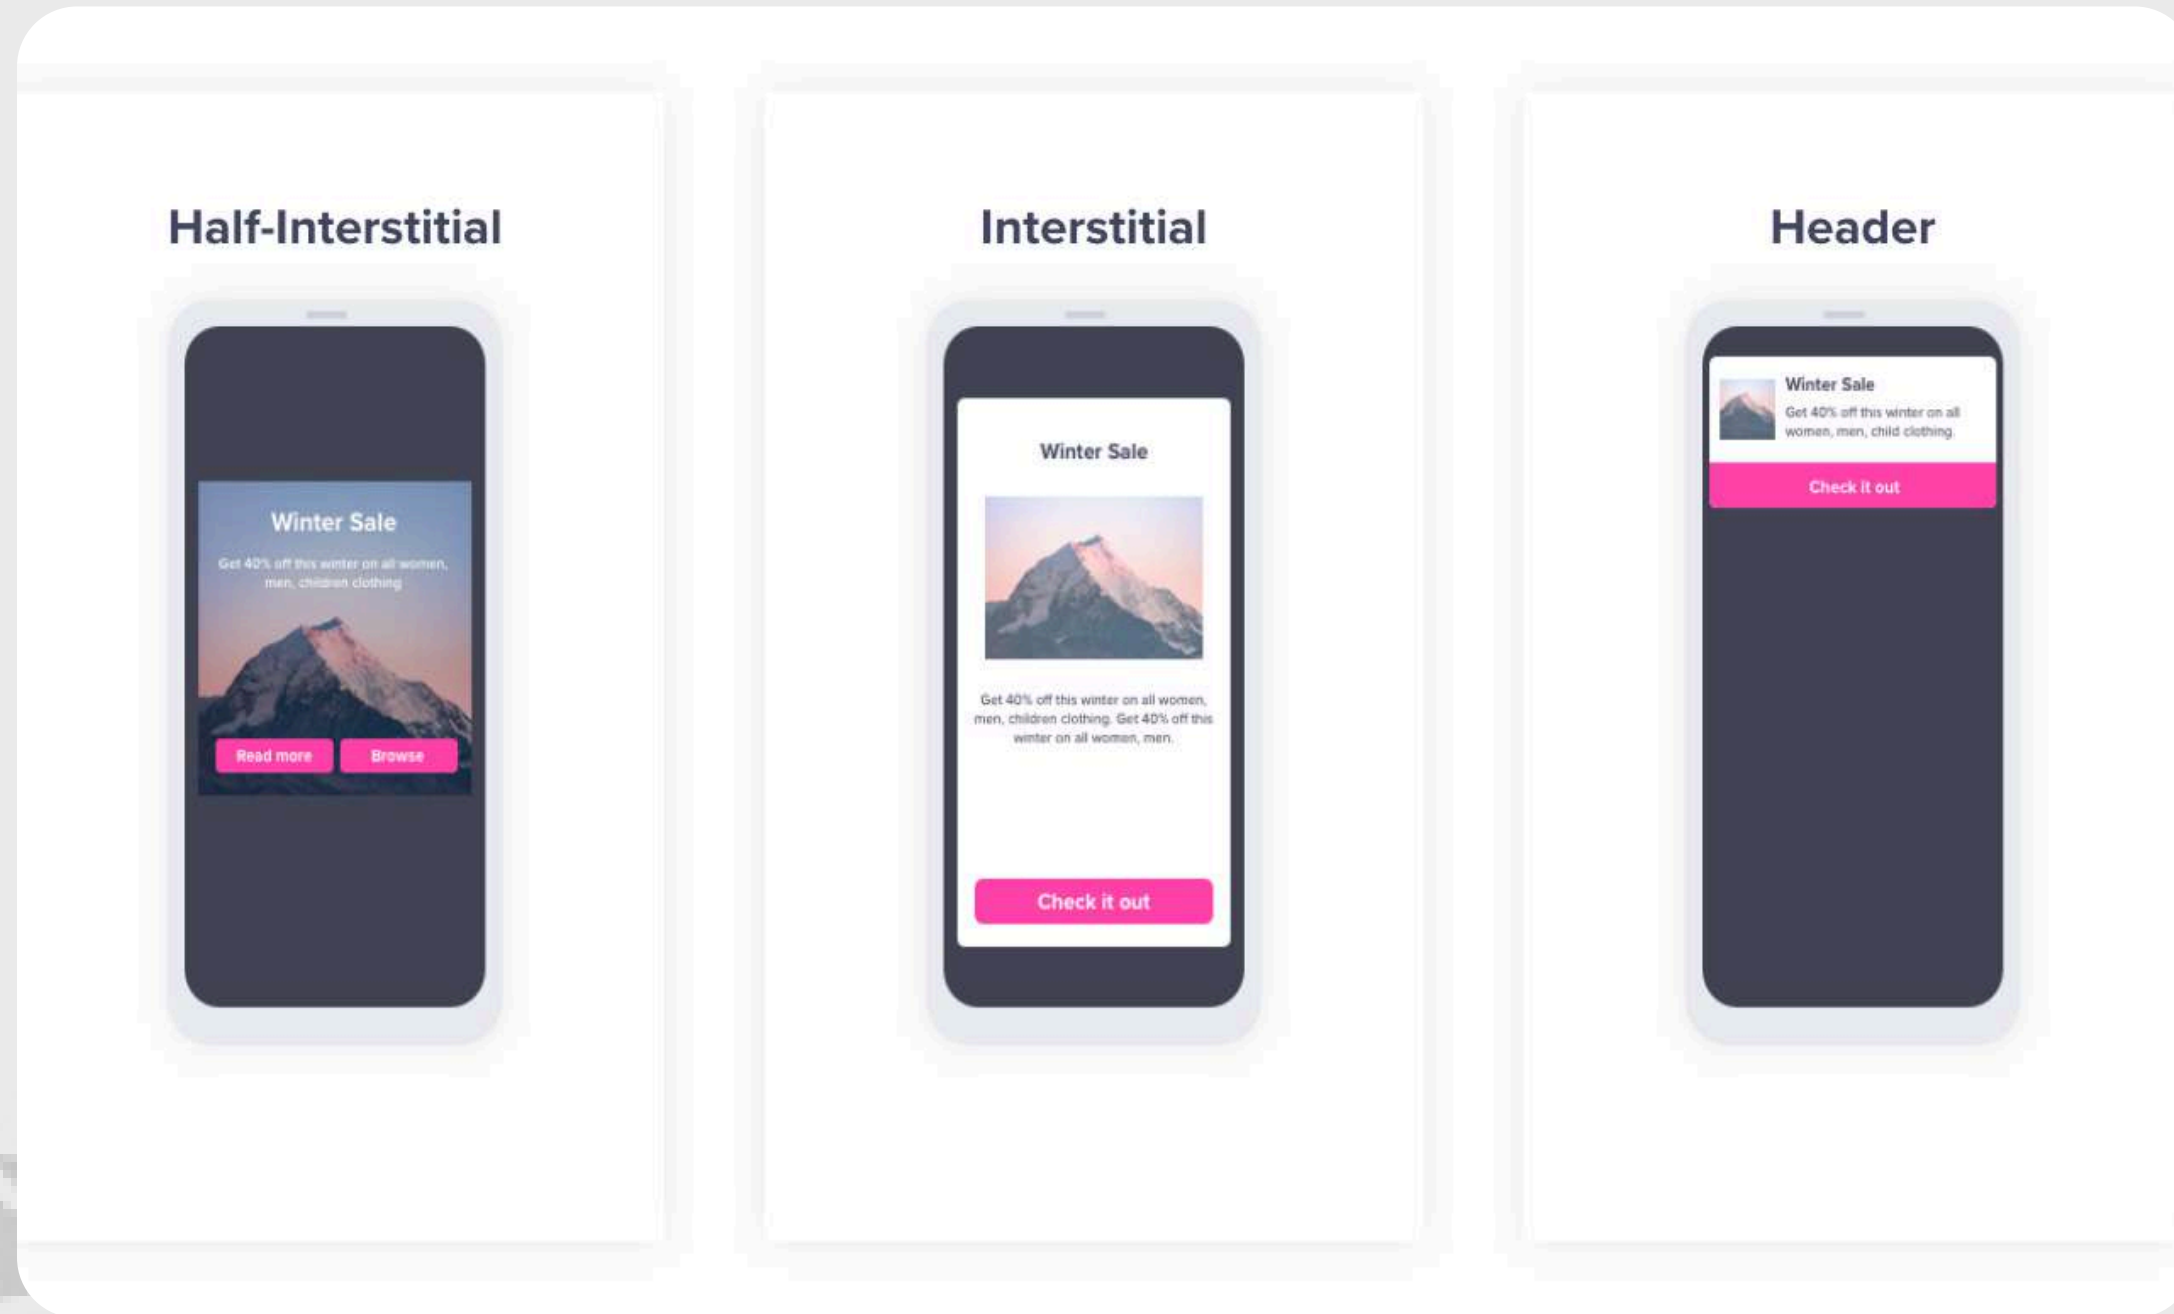 Half-Interstitial
Winter Sale
Get 40% off this winter on all women,
men, children clothing
Read more
Browse
Interstitial
Winter Sale
Get 40% off this winter on all women,
men, children clothing. Get 40% off this
winter on all women, men.
Check it out
Header
Winter Sale
Get 40% off this winter on all
women, men, child clothing.
Check it out